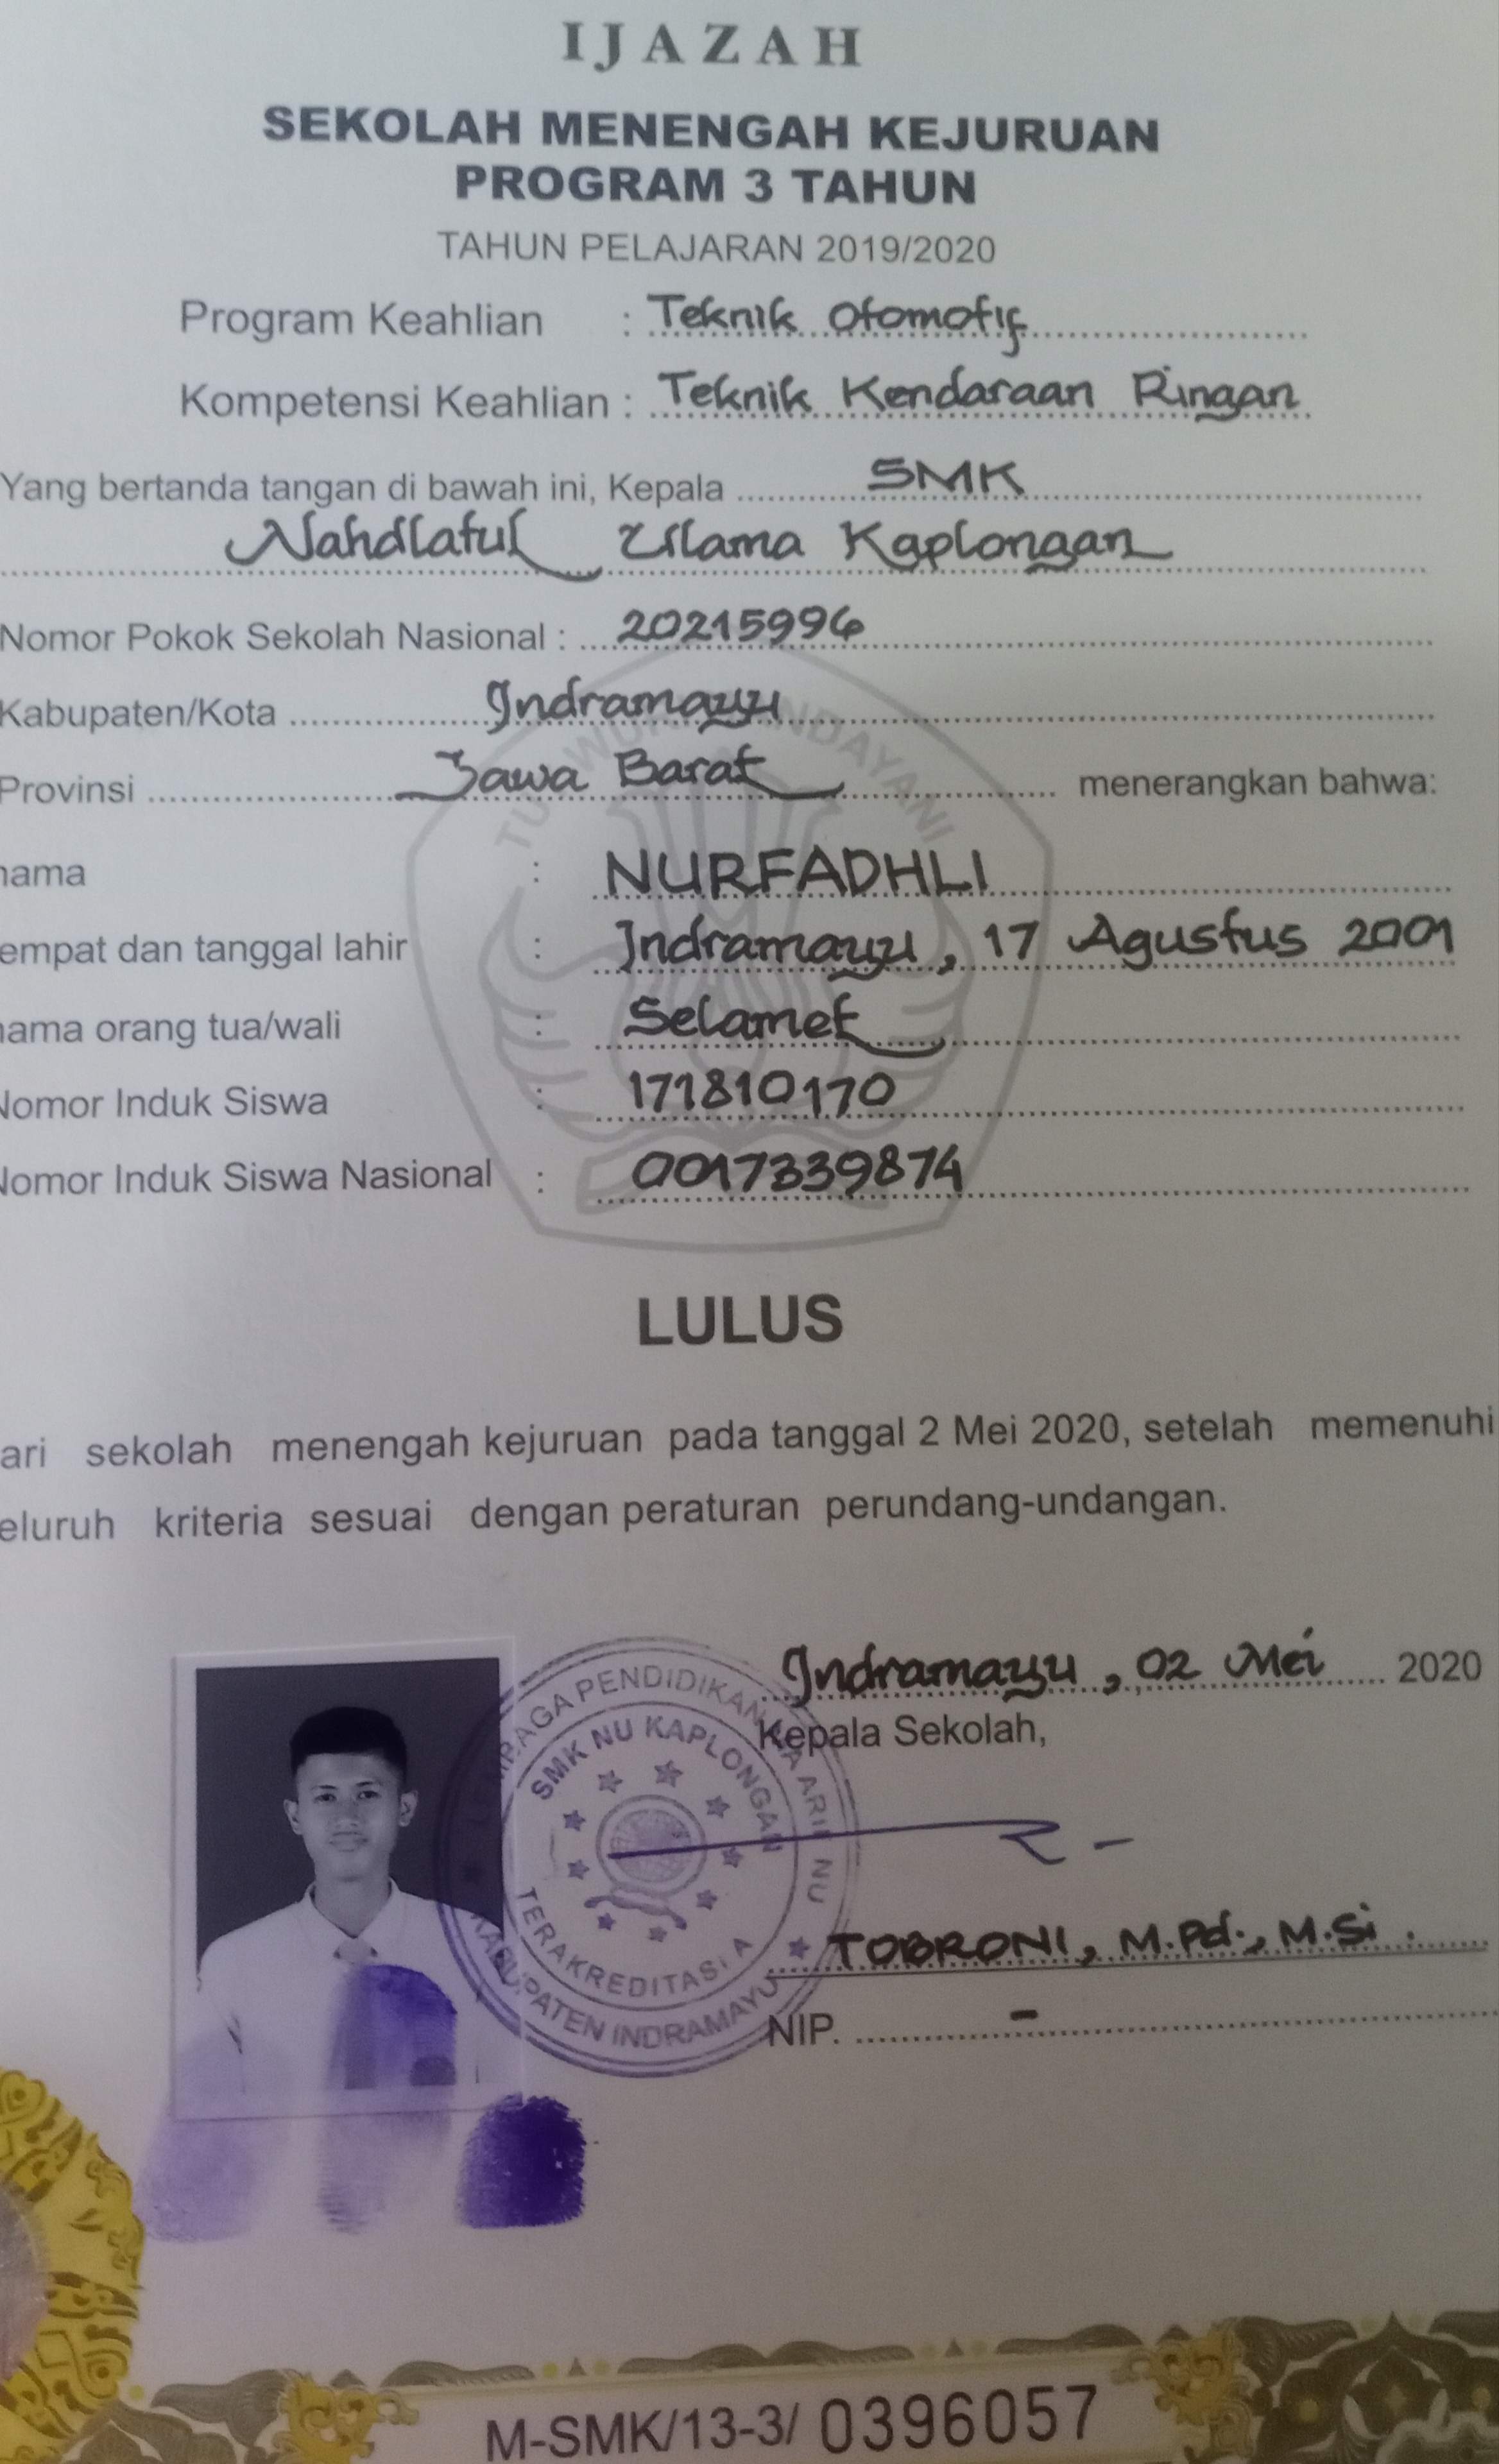 IJAZAH
SEKOLAH MENENGAH KEJURUAN
PROGRAM 3 TAHUN
TAHUN PELAJARAN 2019/2020
Program Keahlian : Teknik Otomotif
Kompetensi Keahlian : Teknik Kendaraan Ringan
Yang bertanda tangan di bawah ini, Kepala SMK
Nahdlatul Ulama Kaplongan
Nomor Pokok Sekolah Nasional : 20215996
Kabupaten/Kota Indramayu
Provinsi Jawa Barat menerangkan bahwa:
nama : NURFADHLI
empat dan tanggal lahir : Indramayu, 17 Agustus 2001
nama orang tua/wali : Selamet
Nomor Induk Siswa : 171810170
Nomor Induk Siswa Nasional : 0017339874
TUT WURI HANDAYANI
LULUS
ari sekolah menengah kejuruan pada tanggal 2 Mei 2020, setelah memenuhi
eluruh kriteria sesuai dengan peraturan perundang-undangan.
Indramayu, 02 Mei 2020
Kepala Sekolah,
LEMBAGA PENDIDIKAN MA'ARIF NU
SMK NU KAPLONGAN
TERAKREDITASI A
KABUPATEN INDRAMAYU
TOBRONI, M.Pd., M.Si.
NIP. -
M-SMK/13-3/ 0396057